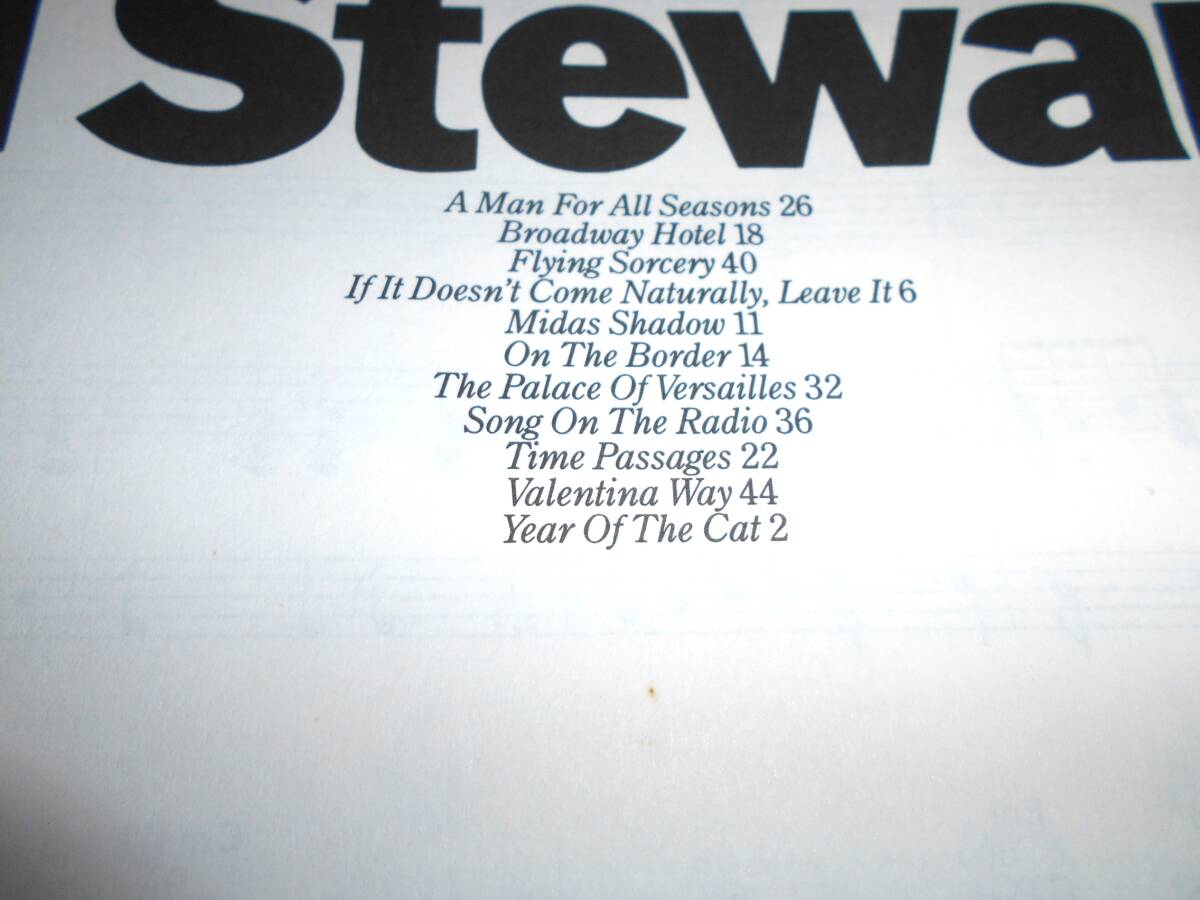 l Stewar
A Man For All Seasons 26
Broadway Hotel 18
Flying Sorcery 40
If It Doesn't Come Naturally, Leave It 6
Midas Shadow 11
On The Border 14
The Palace Of Versailles 32
Song On The Radio 36
Time Passages 22
Valentina Way 44
Year Of The Cat 2